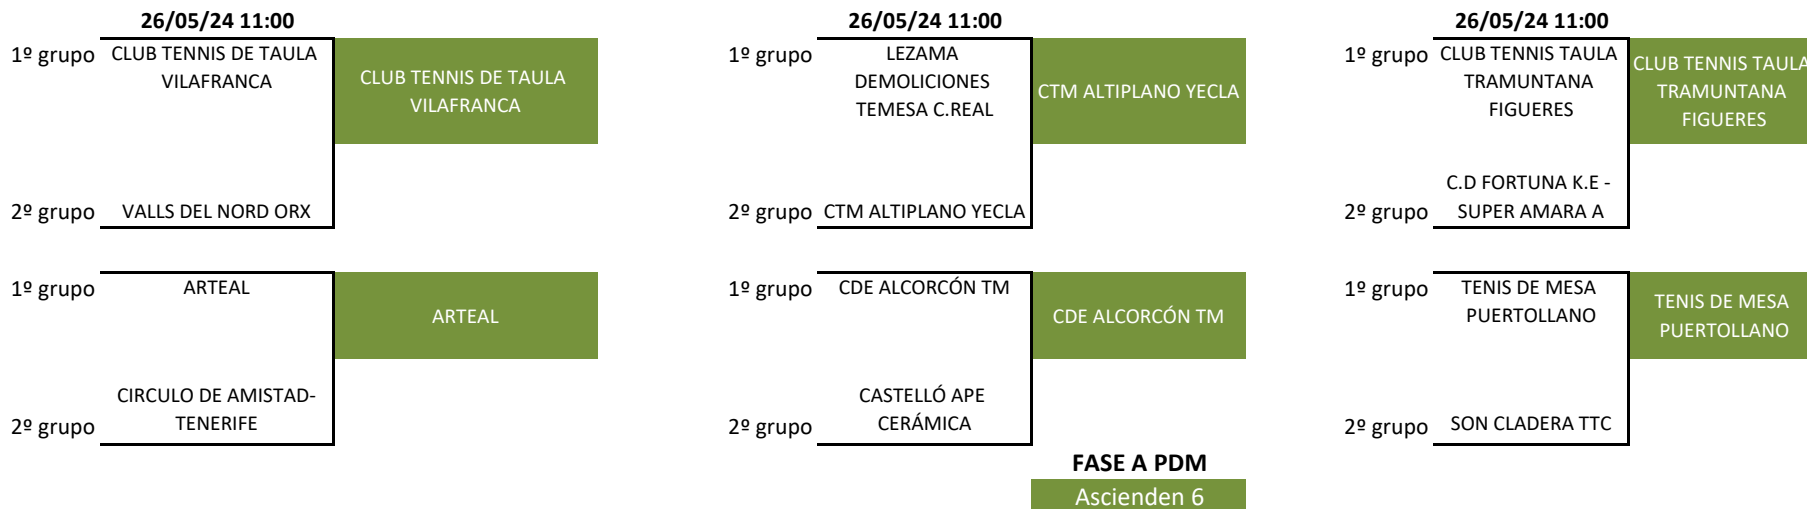 26/05/24 11:00
1º grupo
CLUB TENNIS DE TAULA
VILAFRANCA
CLUB TENNIS DE TAULA
VILAFRANCA
2º grupo
VALLS DEL NORD ORX
1º grupo
ARTEAL
ARTEAL
CIRCULO DE AMISTAD-
TENERIFE
2º grupo
26/05/24 11:00
1º grupo
LEZAMA
DEMOLICIONES
TEMESA C.REAL
CTM ALTIPLANO YECLA
2º grupo
CTM ALTIPLANO YECLA
1º grupo
CDE ALCORCÓN TM
CDE ALCORCÓN TM
CASTELLÓ APE
CERÁMICA
2º grupo
FASE A PDM
Ascienden 6
26/05/24 11:00
1º grupo
CLUB TENNIS TAULA
TRAMUNTANA
FIGUERES
CLUB TENNIS TAULA
TRAMUNTANA
FIGUERES
C.D FORTUNA K.E -
SUPER AMARA A
2º grupo
1º grupo
TENIS DE MESA
PUERTOLLANO
TENIS DE MESA
PUERTOLLANO
2º grupo
SON CLADERA TTC